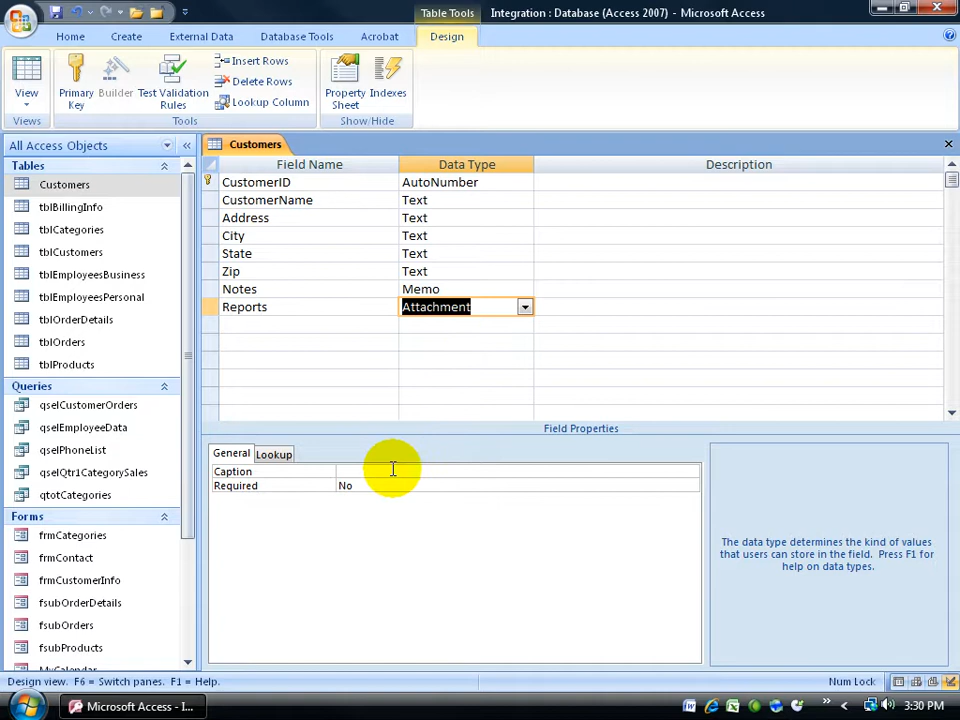 Table Tools Integration : Database (Access 2007) - Microsoft Access
Home Create External Data Database Tools Acrobat Design
View
Primary Key
Builder
Test Validation Rules
Insert Rows
Delete Rows
Lookup Column
Property Sheet
Indexes
Views Tools Show/Hide
All Access Objects
Customers
Tables
Customers
tblBillingInfo
tblCategories
tblCustomers
tblEmployeesBusiness
tblEmployeesPersonal
tblOrderDetails
tblOrders
tblProducts
Queries
qselCustomerOrders
qselEmployeeData
qselPhoneList
qselQtr1CategorySales
qtotCategories
Forms
frmCategories
frmContact
frmCustomerInfo
fsubOrderDetails
fsubOrders
fsubProducts
MyCalendar
Field Name Data Type Description
CustomerID AutoNumber
CustomerName Text
Address Text
City Text
State Text
Zip Text
Notes Memo
Reports Attachment
Field Properties
General Lookup
Caption
Required No
The data type determines the kind of values
that users can store in the field. Press F1 for
help on data types.
Design view. F6 = Switch panes. F1 = Help. Num Lock
Microsoft Access - I... 3:30 PM